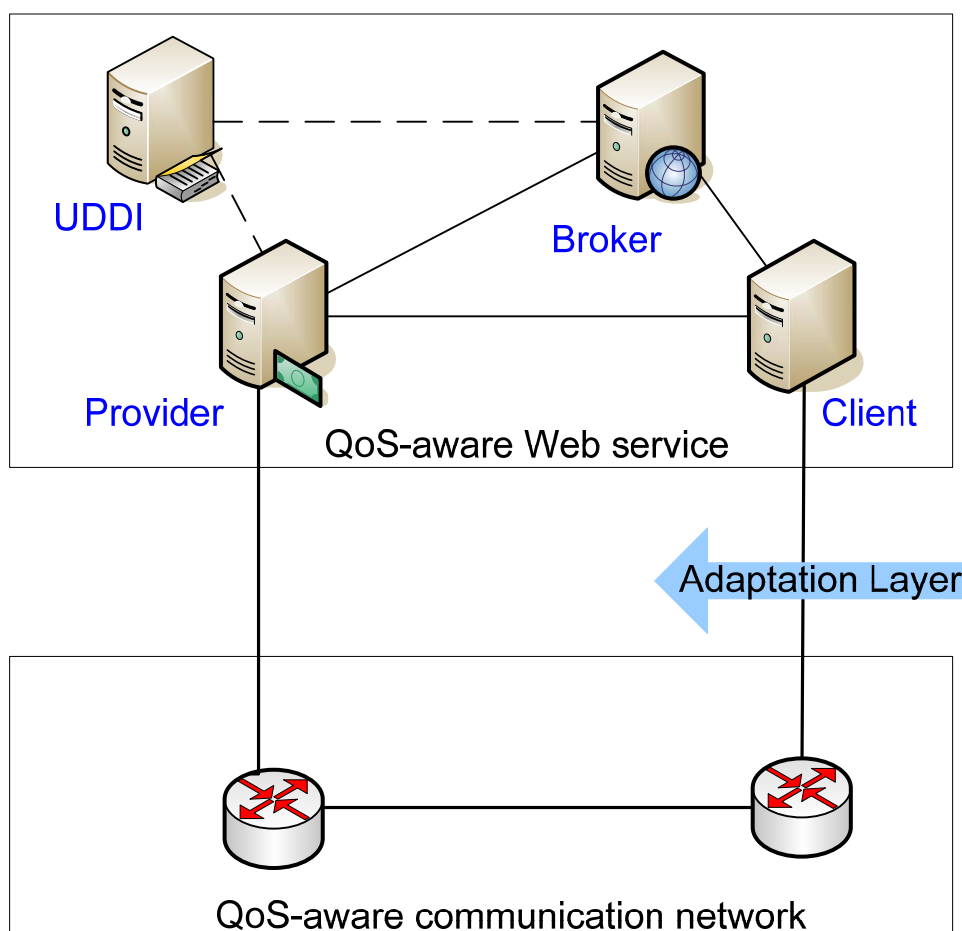 UDDI
Broker
Provider
Client
QoS-aware Web service
Adaptation Layer
QoS-aware communication network